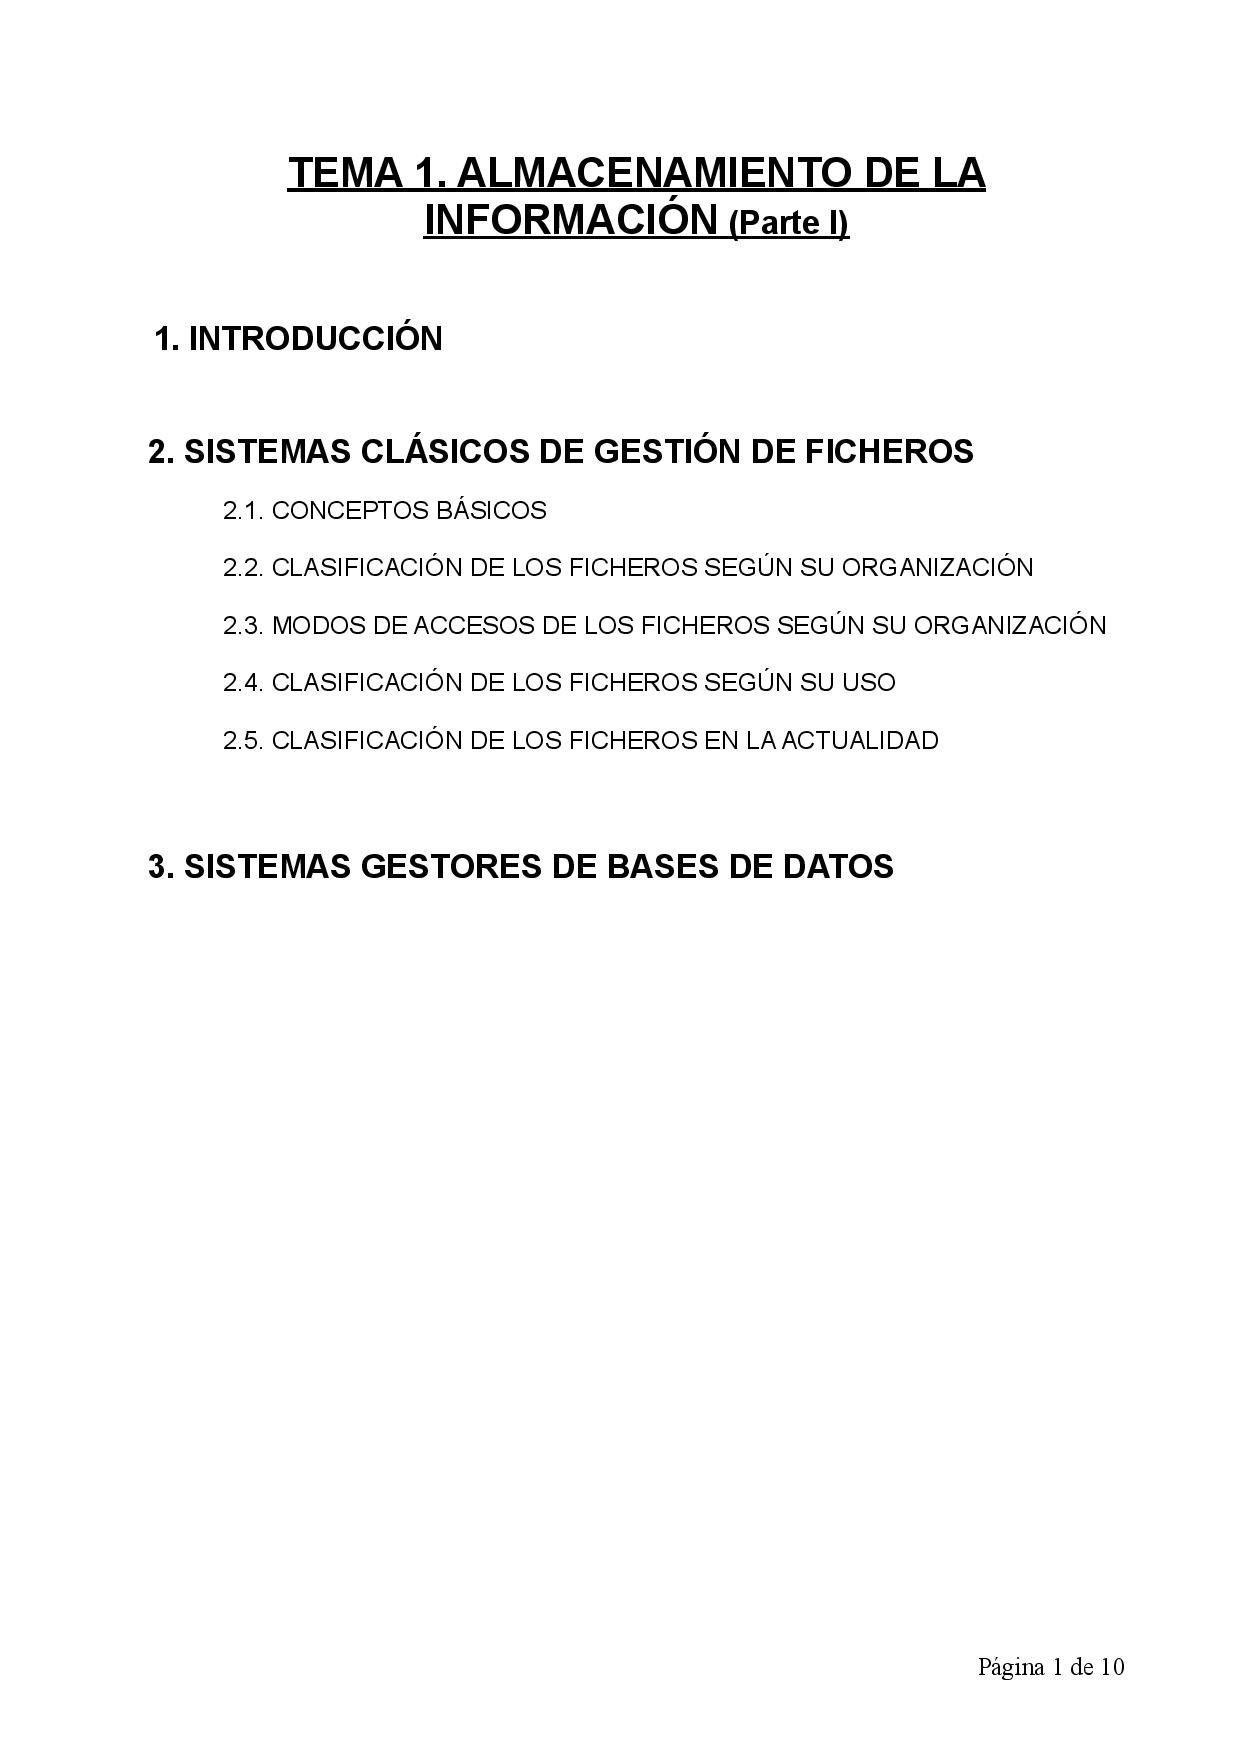 TEMA 1. ALMACENAMIENTO DE LA
INFORMACIÓN (Parte I)
1. INTRODUCCIÓN
2. SISTEMAS CLÁSICOS DE GESTIÓN DE FICHEROS
2.1. CONCEPTOS BÁSICOS
2.2. CLASIFICACIÓN DE LOS FICHEROS SEGÚN SU ORGANIZACIÓN
2.3. MODOS DE ACCESOS DE LOS FICHEROS SEGÚN SU ORGANIZACIÓN
2.4. CLASIFICACIÓN DE LOS FICHEROS SEGÚN SU USO
2.5. CLASIFICACIÓN DE LOS FICHEROS EN LA ACTUALIDAD
3. SISTEMAS GESTORES DE BASES DE DATOS
Página 1 de 10